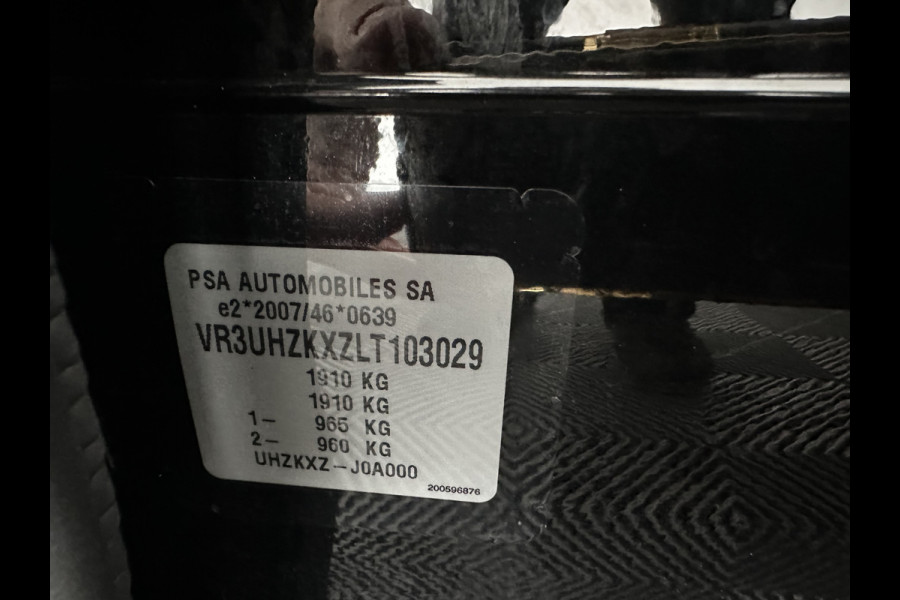 PSA AUTOMOBILES SA
e2*2007/46*0639
VR3UHZKXZLT103029
1910 KG
1910 KG
1- 965 KG
2- 960 KG
UHZKXZ-J0A000
200596876